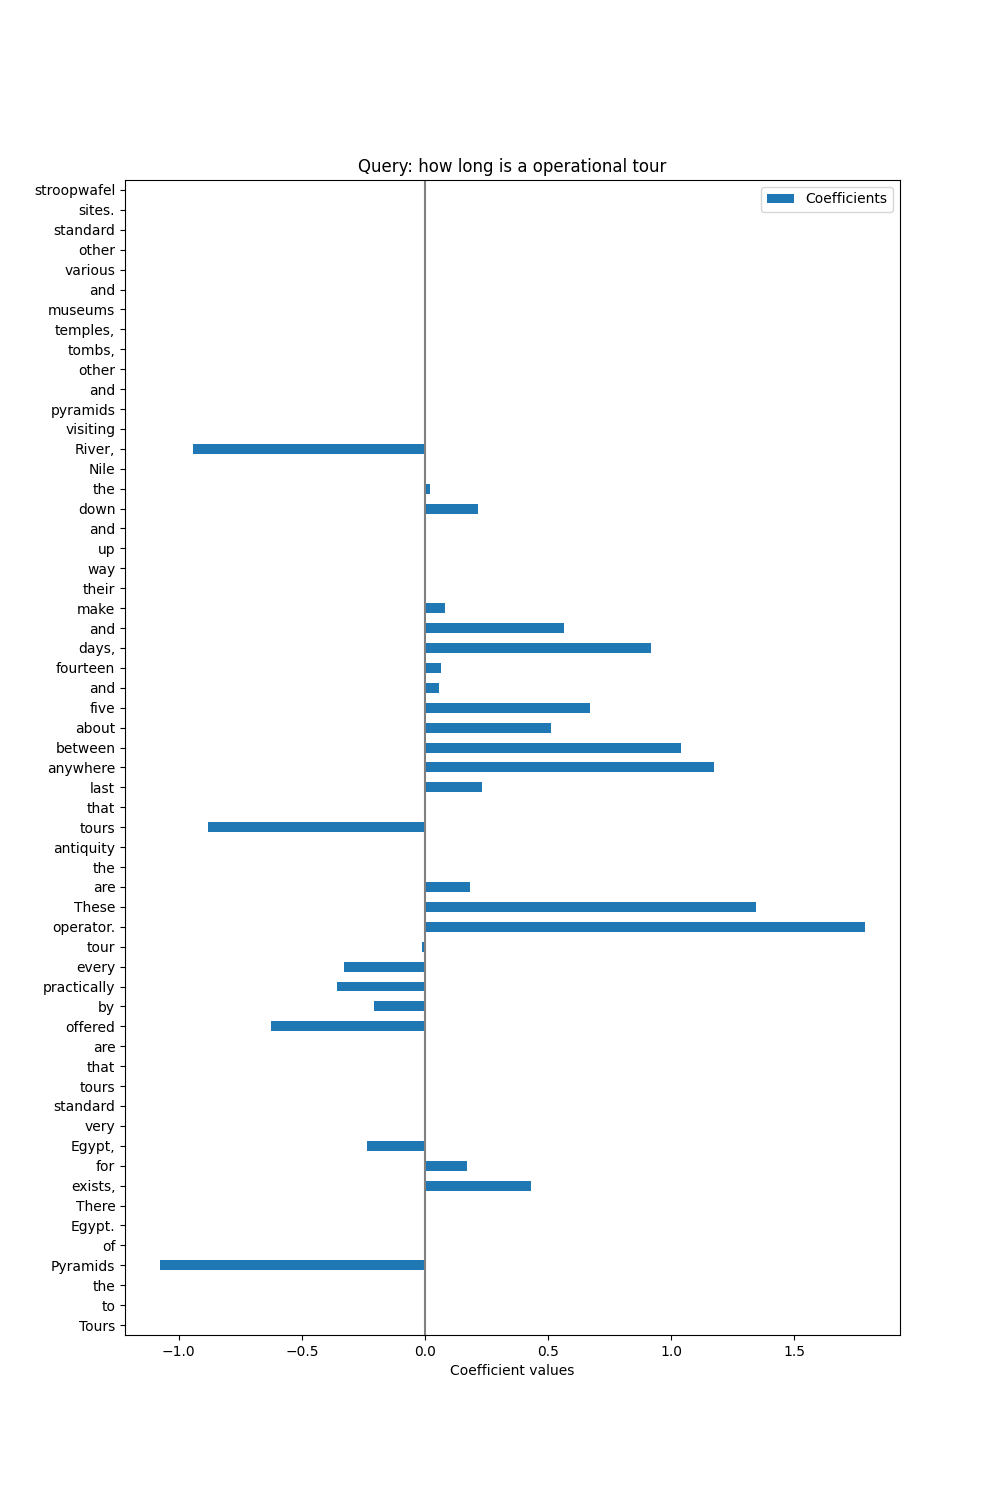 Query: how long is a operational tour
Coefficients
stroopwafel
sites.
standard
other
various
and
museums
temples,
tombs,
other
and
pyramids
visiting
River,
Nile
the
down
and
up
way
their
make
and
days,
fourteen
and
five
about
between
anywhere
last
that
tours
antiquity
the
are
These
operator.
tour
every
practically
by
offered
are
that
tours
standard
very
Egypt,
for
exists,
There
Egypt.
of
Pyramids
the
to
Tours
−1.0 −0.5 0.0 0.5 1.0 1.5
Coefficient values